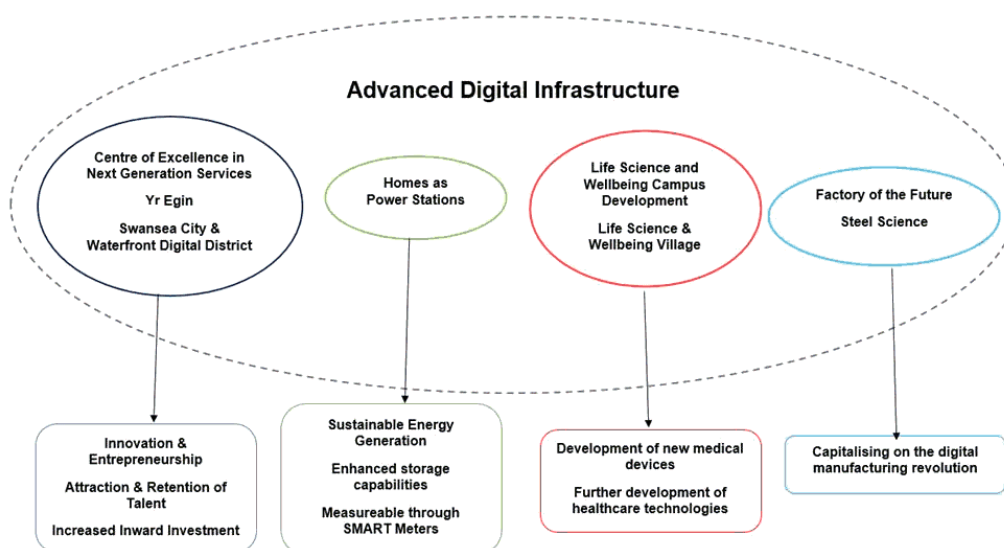 Advanced Digital Infrastructure
Centre of Excellence in
Next Generation Services
Yr Egin
Swansea City &
Waterfront Digital District
Homes as
Power Stations
Life Science and
Wellbeing Campus
Development
Life Science &
Wellbeing Village
Factory of the Future
Steel Science
Innovation &
Entrepreneurship
Attraction & Retention of
Talent
Increased Inward Investment
Sustainable Energy
Generation
Enhanced storage
capabilities
Measureable through
SMART Meters
Development of new medical
devices
Further development of
healthcare technologies
Capitalising on the digital
manufacturing revolution